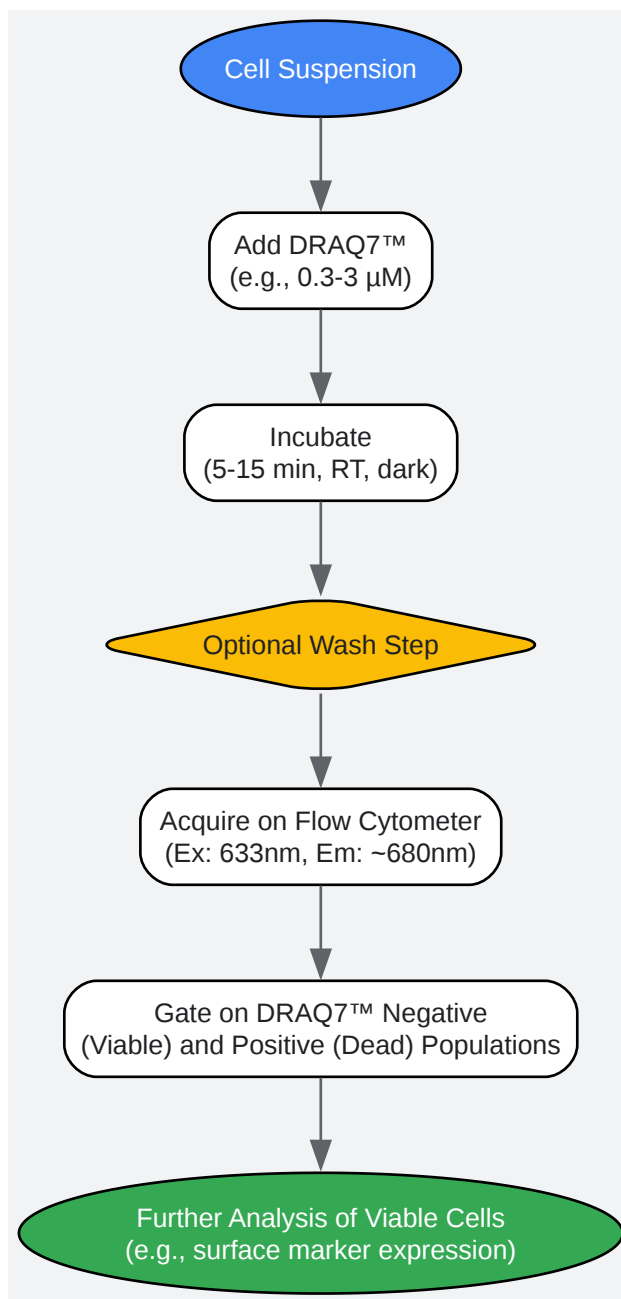 Cell Suspension
Add DRAQ7™
(e.g., 0.3-3 µM)
Incubate
(5-15 min, RT, dark)
Optional Wash Step
Acquire on Flow Cytometer
(Ex: 633nm, Em: ~680nm)
Gate on DRAQ7™ Negative
(Viable) and Positive (Dead) Populations
Further Analysis of Viable Cells
(e.g., surface marker expression)